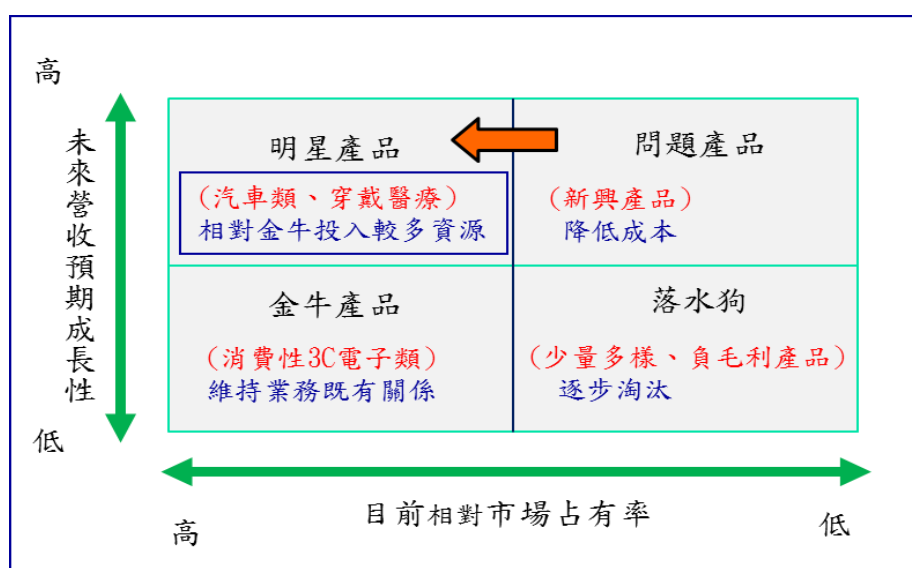 高
未來營收預期成長性
低
明星產品
(汽車類、穿戴醫療)
相對金牛投入較多資源
問題產品
(新興產品)
降低成本
金牛產品
(消費性3C電子類)
維持業務既有關係
落水狗
(少量多樣、負毛利產品)
逐步淘汰
高
目前相對市場占有率
低